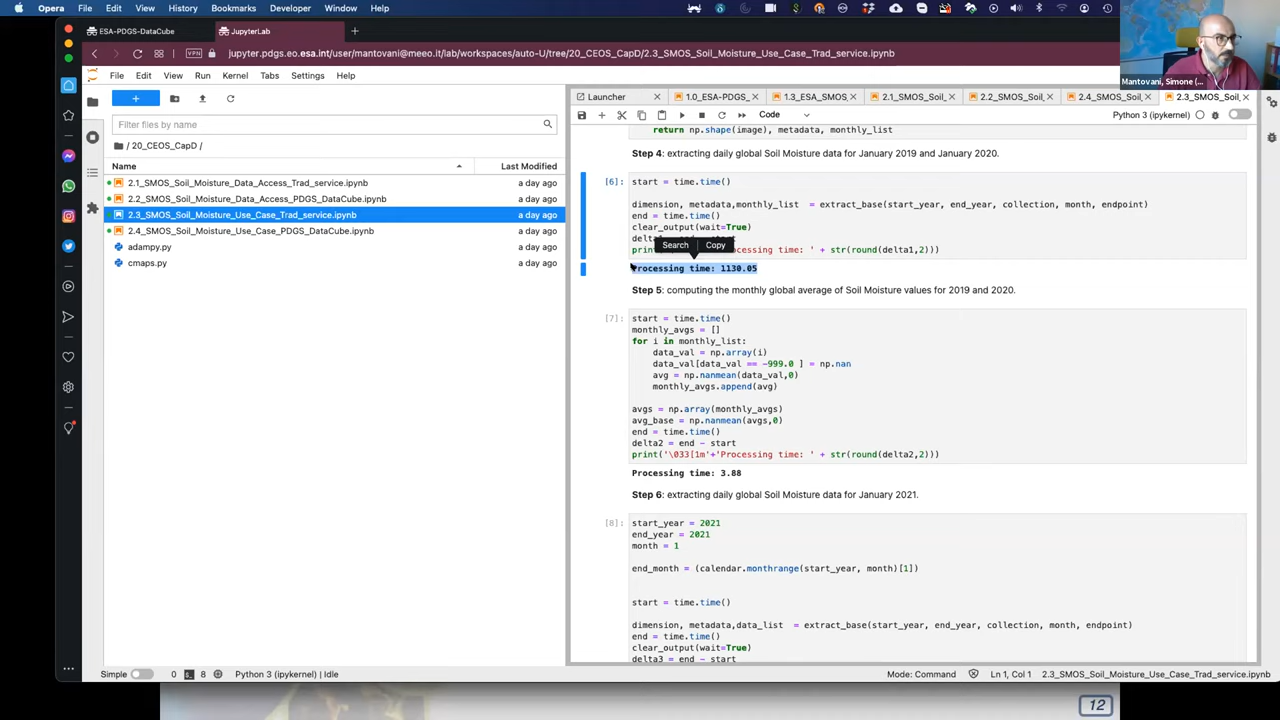 Opera File Edit View History Bookmarks Developer Window Help
ESA-PDGS-DataCube JupyterLab
VPN jupyter.pdgs.eo.esa.int/user/mantovani@meeo.it/lab/workspaces/auto-U/tree/20_CEOS_CapD/2.3_SMOS_Soil_Moisture_Use_Case_Trad_service.ipynb
Mantovani, Simone (
File Edit View Run Kernel Tabs Settings Help
Launcher 1.0_ESA-PDGS_ 1.3_ESA_SMOS 2.1_SMOS_Soil_ 2.2_SMOS_Soil_ 2.4_SMOS_Soil_ 2.3_SMOS_Soil_
Code Python 3 (ipykernel)
Filter files by name
/ 20_CEOS_CapD /
Name Last Modified
2.1_SMOS_Soil_Moisture_Data_Access_Trad_service.ipynb a day ago
2.2_SMOS_Soil_Moisture_Data_Access_PDGS_DataCube.ipynb a day ago
2.3_SMOS_Soil_Moisture_Use_Case_Trad_service.ipynb a day ago
2.4_SMOS_Soil_Moisture_Use_Case_PDGS_DataCube.ipynb a day ago
adampy.py a day ago
cmaps.py a day ago
return np.shape(image), metadata, monthly_list
Step 4: extracting daily global Soil Moisture data for January 2019 and January 2020.
[6]: start = time.time()
dimension, metadata,monthly_list = extract_base(start_year, end_year, collection, month, endpoint)
end = time.time()
clear_output(wait=True)
Search Copy
cessing time: ' + str(round(delta1,2)))
Processing time: 1130.05
Step 5: computing the monthly global average of Soil Moisture values for 2019 and 2020.
[7]: start = time.time()
monthly_avgs = []
for i in monthly_list:
data_val = np.array(i)
data_val[data_val == -999.0 ] = np.nan
avg = np.nanmean(data_val,0)
monthly_avgs.append(avg)
avgs = np.array(monthly_avgs)
avg_base = np.nanmean(avgs,0)
end = time.time()
delta2 = end - start
print('\033[1m'+'Processing time: ' + str(round(delta2,2)))
Processing time: 3.88
Step 6: extracting daily global Soil Moisture data for January 2021.
[8]: start_year = 2021
end_year = 2021
month = 1
end_month = (calendar.monthrange(start_year, month)[1])
start = time.time()
dimension, metadata,data_list = extract_base(start_year, end_year, collection, month, endpoint)
end = time.time()
clear_output(wait=True)
delta3 = end - start
Simple 0 8 Python 3 (ipykernel) | Idle Mode: Command Ln 1, Col 1 2.3_SMOS_Soil_Moisture_Use_Case_Trad_service.ipynb
12